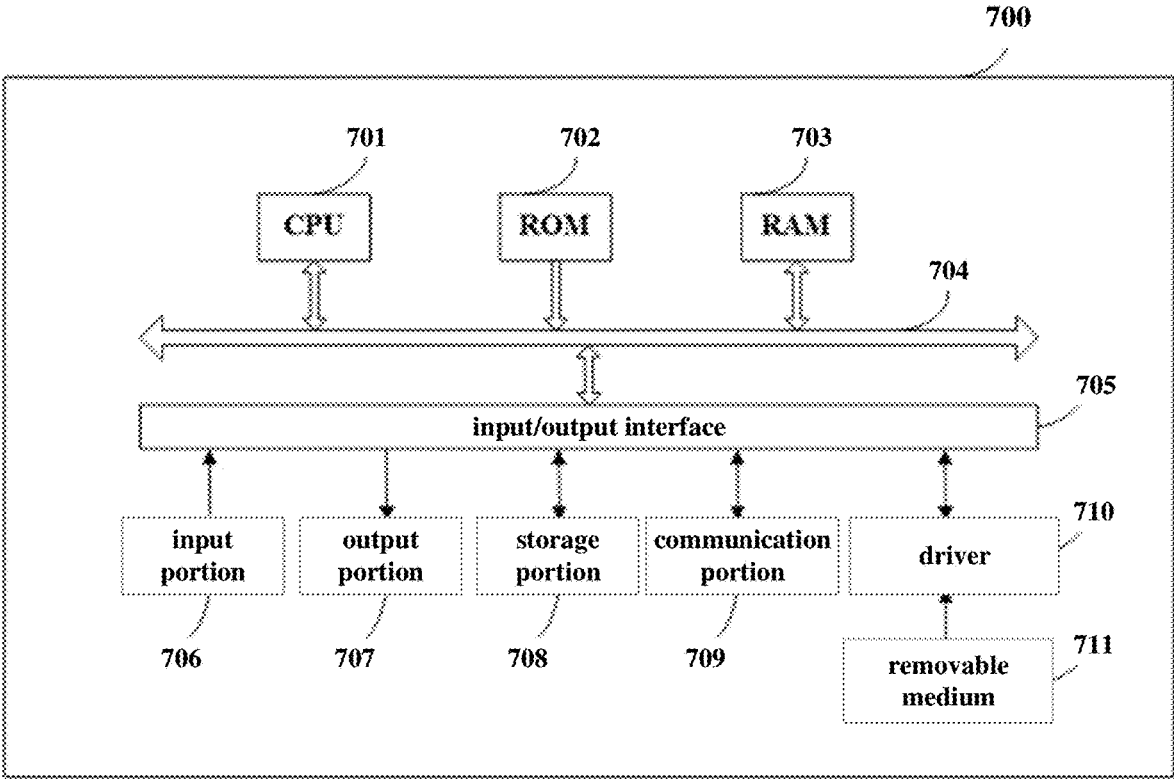 700
701
702
703
CPU
ROM
RAM
704
705
input/output interface
710
input
portion
output
portion
storage
portion
communication
portion
driver
706
707
708
709
711
removable
medium